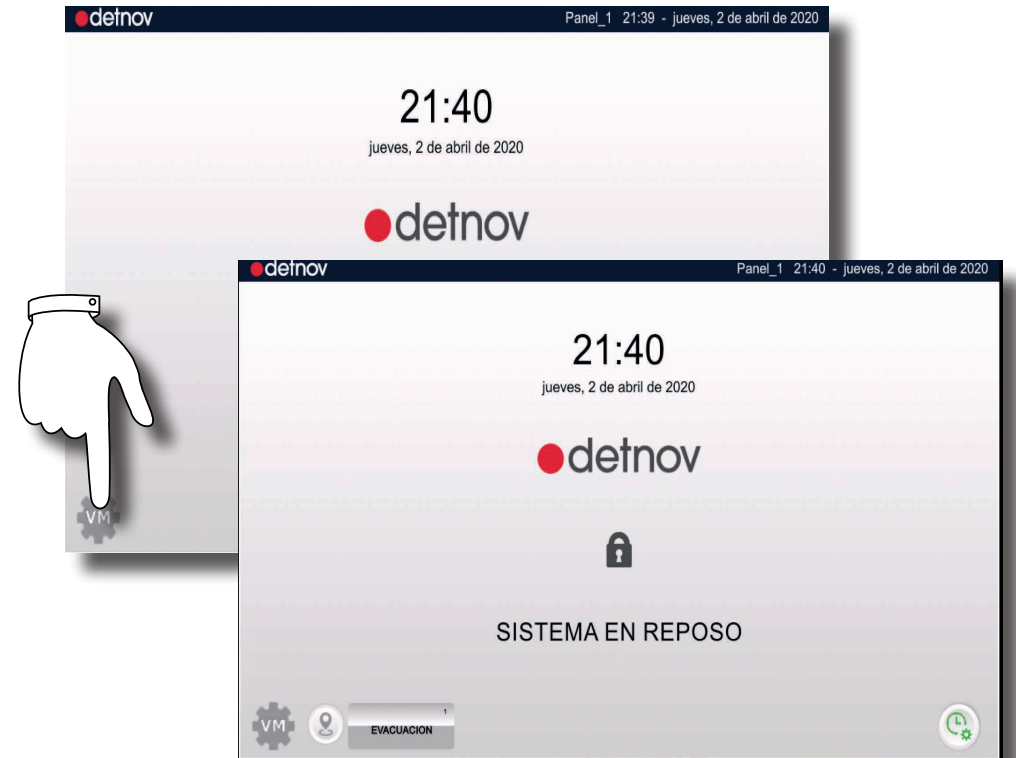 detnov
Panel_1 21:39 - jueves, 2 de abril de 2020
21:40
jueves, 2 de abril de 2020
detnov
VM
detnov
Panel_1 21:40 - jueves, 2 de abril de 2020
21:40
jueves, 2 de abril de 2020
detnov
SISTEMA EN REPOSO
VM
1
EVACUACION